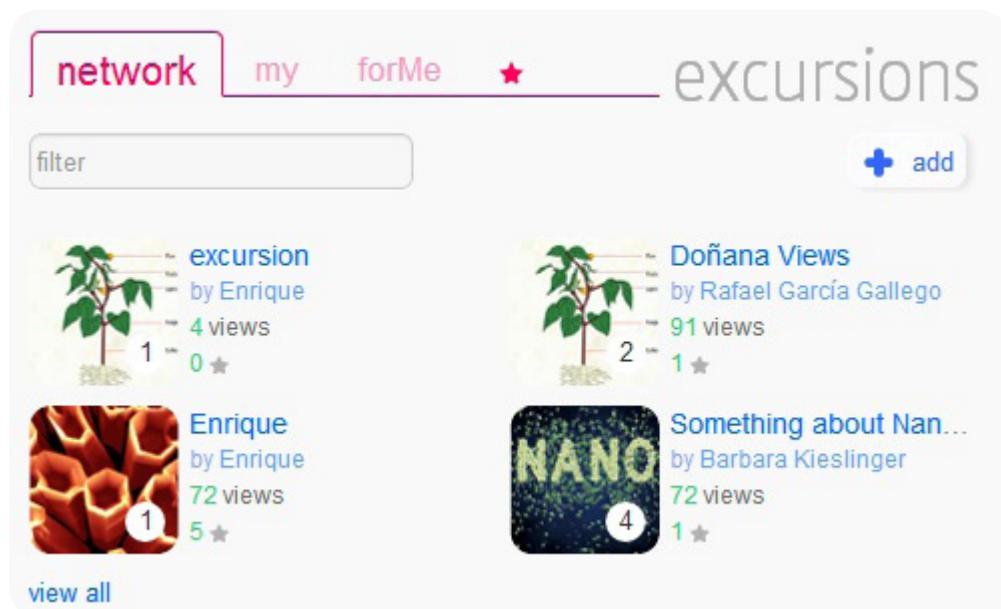 network my forMe ★ excursions
filter
add
excursion
by Enrique
4 views
0 ★
1
Doñana Views
by Rafael García Gallego
91 views
1 ★
2
Enrique
by Enrique
72 views
5 ★
1
Something about Nan...
by Barbara Kieslinger
72 views
1 ★
NANO
4
view all